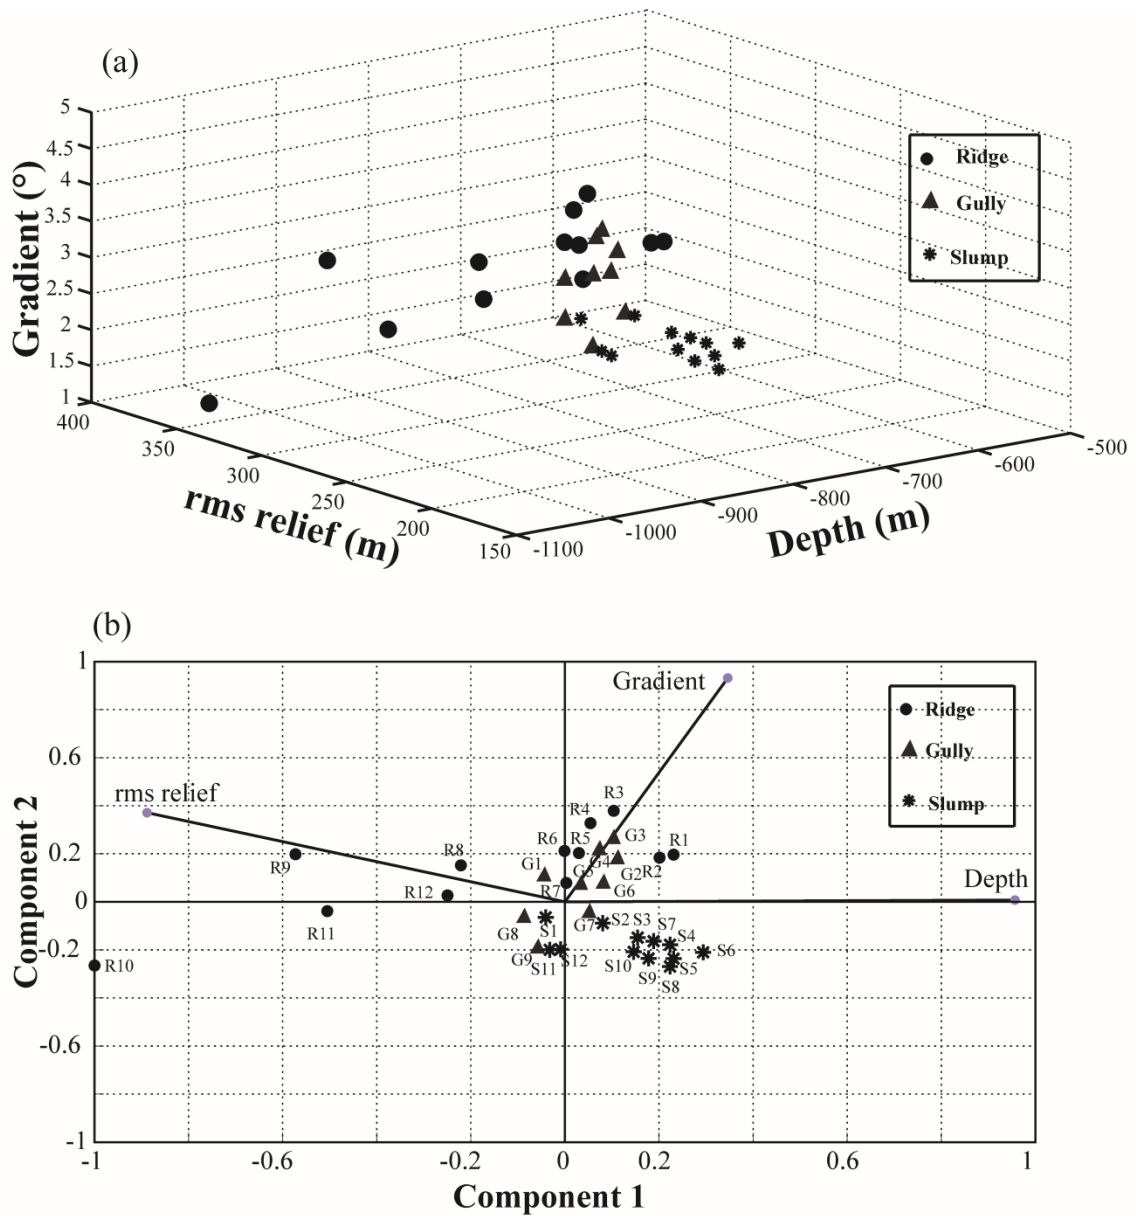 (a)
5
4.5
4
3.5
3
2.5
2
1.5
1
Gradient (°)
400
350
300
250
200
150
rms relief (m)
-1100
-1000
-900
-800
-700
-600
-500
Depth (m)
Ridge
Gully
Slump
(b)
1
0.6
0.2
0
-0.2
-0.6
-1
Component 2
-1
-0.6
-0.2
0
0.2
0.6
1
Component 1
Gradient
rms relief
Depth
Ridge
Gully
Slump
R3
R4
G3
R1
R6
R5
R8
G4
R9
G1
G5
G2
R2
R12
R7
G6
R11
G8
S1
G7
S2
S3
S7
S4
R10
G9
S11
S12
S10
S9
S5
S6
S8